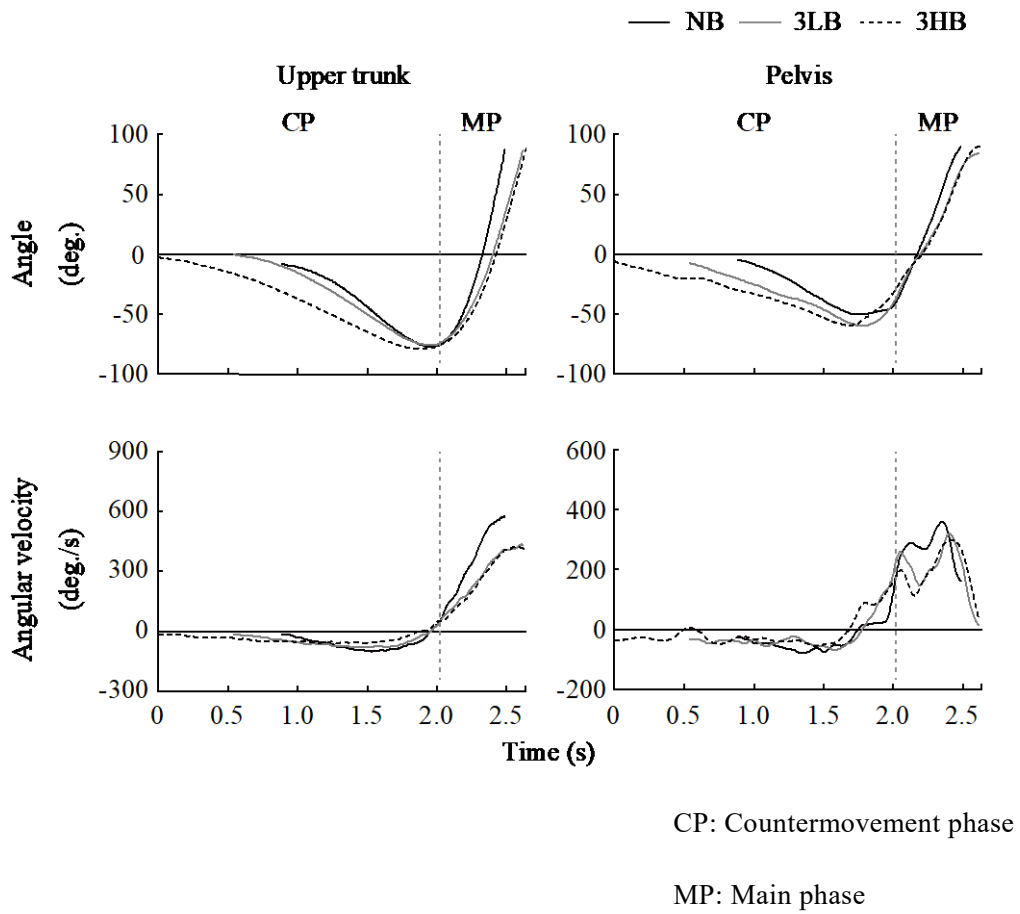 NB 3LB 3HB
Upper trunk Pelvis
CP MP CP MP
Angle
(deg.)
100
50
0
-50
-100
100
50
0
-50
-100
Angular velocity
(deg./s)
900
600
300
0
-300
600
400
200
0
-200
0 0.5 1.0 1.5 2.0 2.5
0 0.5 1.0 1.5 2.0 2.5
Time (s)
CP: Countermovement phase
MP: Main phase